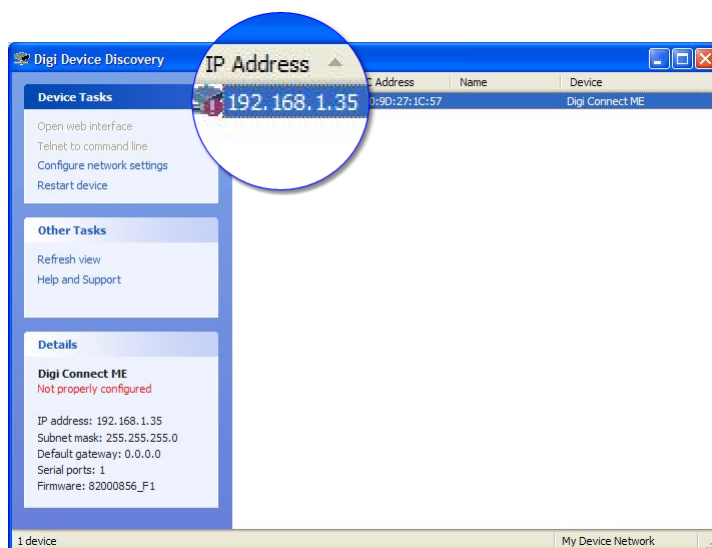 Digi Device Discovery
IP Address
C Address Name Device
192.168.1.35 0:9D:27:1C:57 Digi Connect ME
Device Tasks
Open web interface
Telnet to command line
Configure network settings
Restart device
Other Tasks
Refresh view
Help and Support
Details
Digi Connect ME
Not properly configured
IP address: 192.168.1.35
Subnet mask: 255.255.255.0
Default gateway: 0.0.0.0
Serial ports: 1
Firmware: 82000856_F1
1 device My Device Network